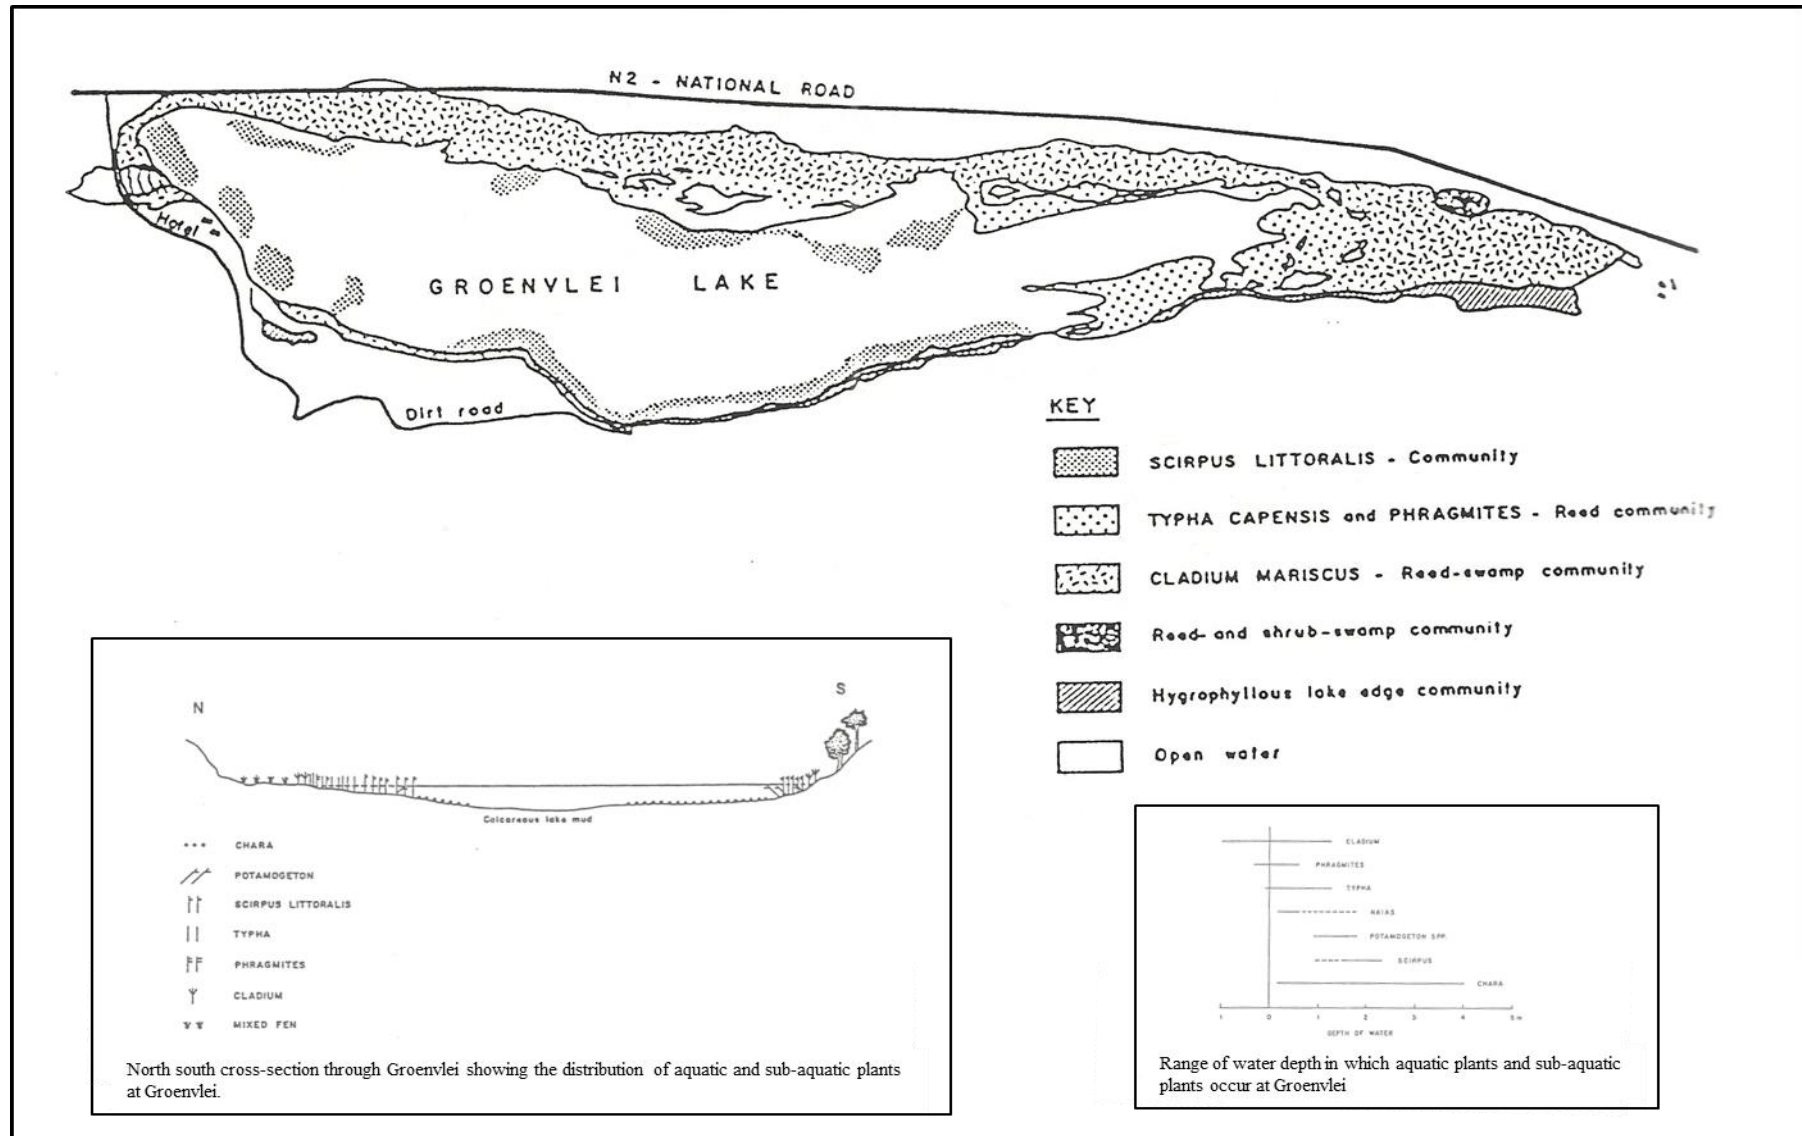 N2 - NATIONAL ROAD
Hotel
GROENVLEI LAKE
Dirt road
KEY
SCIRPUS LITTORALIS - Community
TYPHA CAPENSIS and PHRAGMITES - Reed community
CLADIUM MARISCUS - Reed-swamp community
Reed- and shrub-swamp community
Hygrophyllous lake edge community
Open water
N
S
Calcareous lake mud
CHARA
POTAMOGETON
SCIRPUS LITTORALIS
TYPHA
PHRAGMITES
CLADIUM
MIXED FEN
North south cross-section through Groenvlei showing the distribution of aquatic and sub-aquatic plants
at Groenvlei.
CLADIUM
PHRAGMITES
TYPHA
NAIAS
POTAMOGETON SPP.
SCIRPUS
CHARA
1 0 1 2 3 4 5 m
DEPTH OF WATER
Range of water depth in which aquatic plants and sub-aquatic
plants occur at Groenvlei